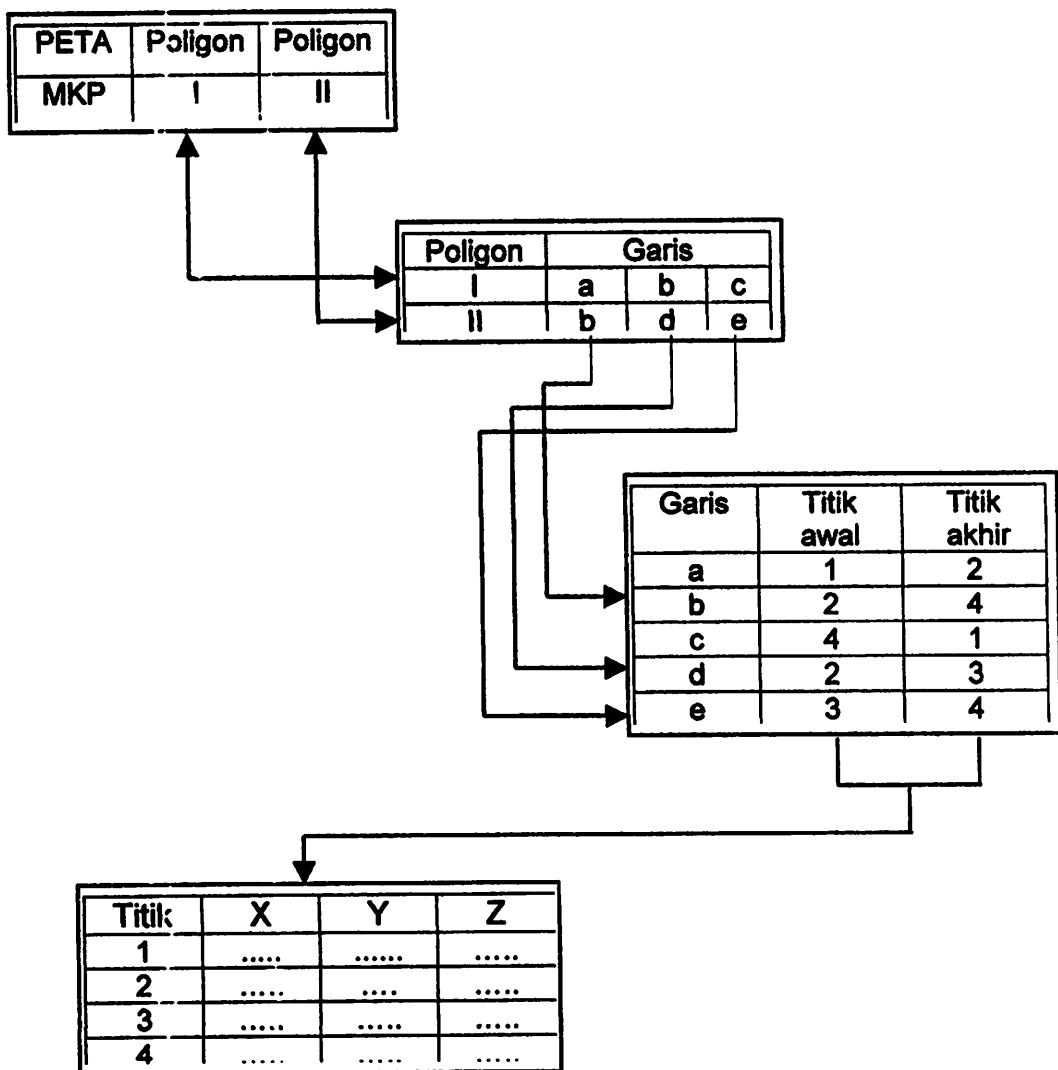 PETA Poligon Poligon
MKP I II
Poligon Garis
I a b c
II b d e
Garis Titik awal Titik akhir
a 1 2
b 2 4
c 4 1
d 2 3
e 3 4
Titik X Y Z
1 ..... ...... .....
2 ..... .... .....
3 ..... ..... .....
4 ..... ..... .....